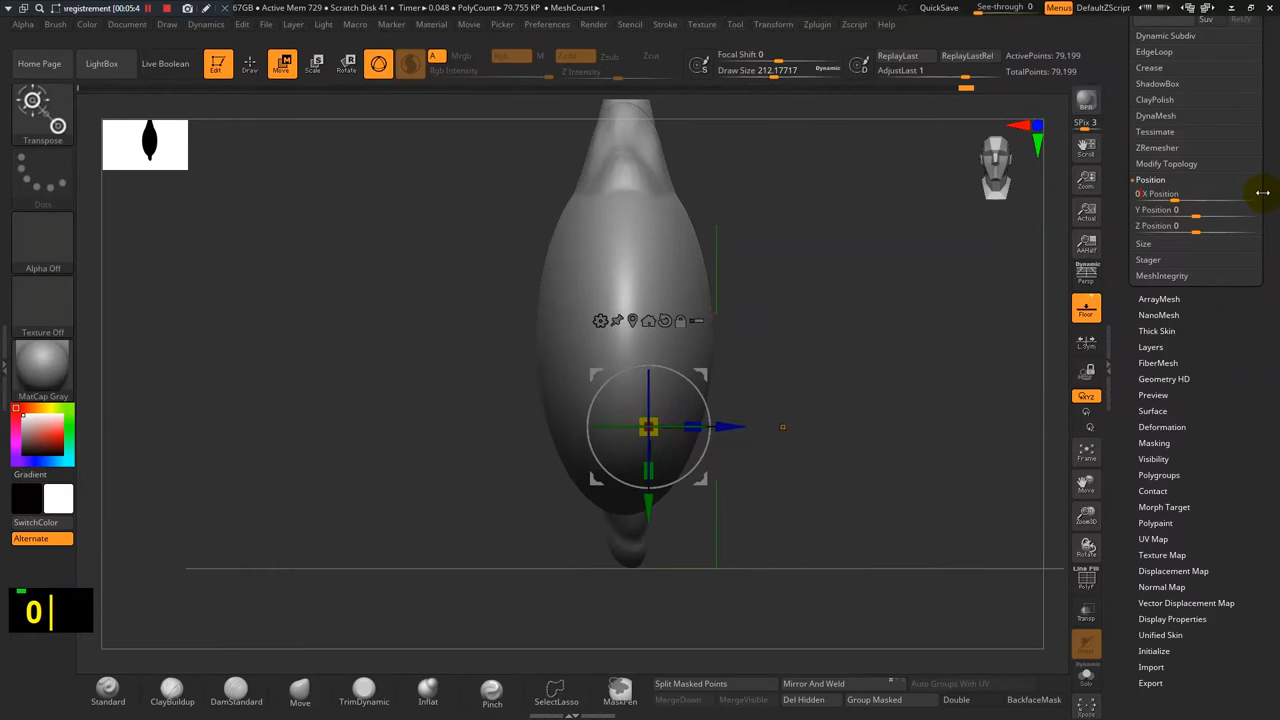 nregistrement [00:05:4
67GB • Active Mem 729 • Scratch Disk 41 • Timer▸0.048 • PolyCount▸79.755 KP • MeshCount▸1
AC
QuickSave
See-through 0
Menus
DefaultZScript
Alpha
Brush
Color
Document
Draw
Dynamics
Edit
File
Layer
Light
Macro
Marker
Material
Movie
Picker
Preferences
Render
Stencil
Stroke
Texture
Tool
Transform
Zplugin
Zscript
Help
Home Page
LightBox
Live Boolean
Edit
Draw
Move
Scale
Rotate
A
Mrgb
Rgb
M
Zadd
Zsub
Zcut
Rgb Intensity
Z Intensity
Focal Shift 0
Draw Size 212.17717
Dynamic
S
D
ReplayLast
ReplayLastRel
AdjustLast 1
ActivePoints: 79,199
TotalPoints: 79,199
Transpose
Dots
Alpha Off
Texture Off
MatCap Gray
Gradient
SwitchColor
Alternate
0
BPR
SPix 3
Scroll
Zoom
Actual
AAHalf
Dynamic
Persp
Floor
L.Sym
XYZ
Frame
Move
Zoom3D
Rotate
Line Fill
PolyF
Transp
Dynamic
Solo
Xpose
Suv
ReUV
Dynamic Subdiv
EdgeLoop
Crease
ShadowBox
ClayPolish
DynaMesh
Tessimate
ZRemesher
Modify Topology
Position
0 X Position
Y Position 0
Z Position 0
Size
Stager
MeshIntegrity
ArrayMesh
NanoMesh
Thick Skin
Layers
FiberMesh
Geometry HD
Preview
Surface
Deformation
Masking
Visibility
Polygroups
Contact
Morph Target
Polypaint
UV Map
Texture Map
Displacement Map
Normal Map
Vector Displacement Map
Display Properties
Unified Skin
Initialize
Import
Export
Standard
ClayBuildup
DamStandard
Move
TrimDynamic
Inflat
Pinch
SelectLasso
MaskPen
Split Masked Points
Mirror And Weld
Auto Groups With UV
MergeDown
MergeVisible
Del Hidden
Group Masked
Double
BackfaceMask